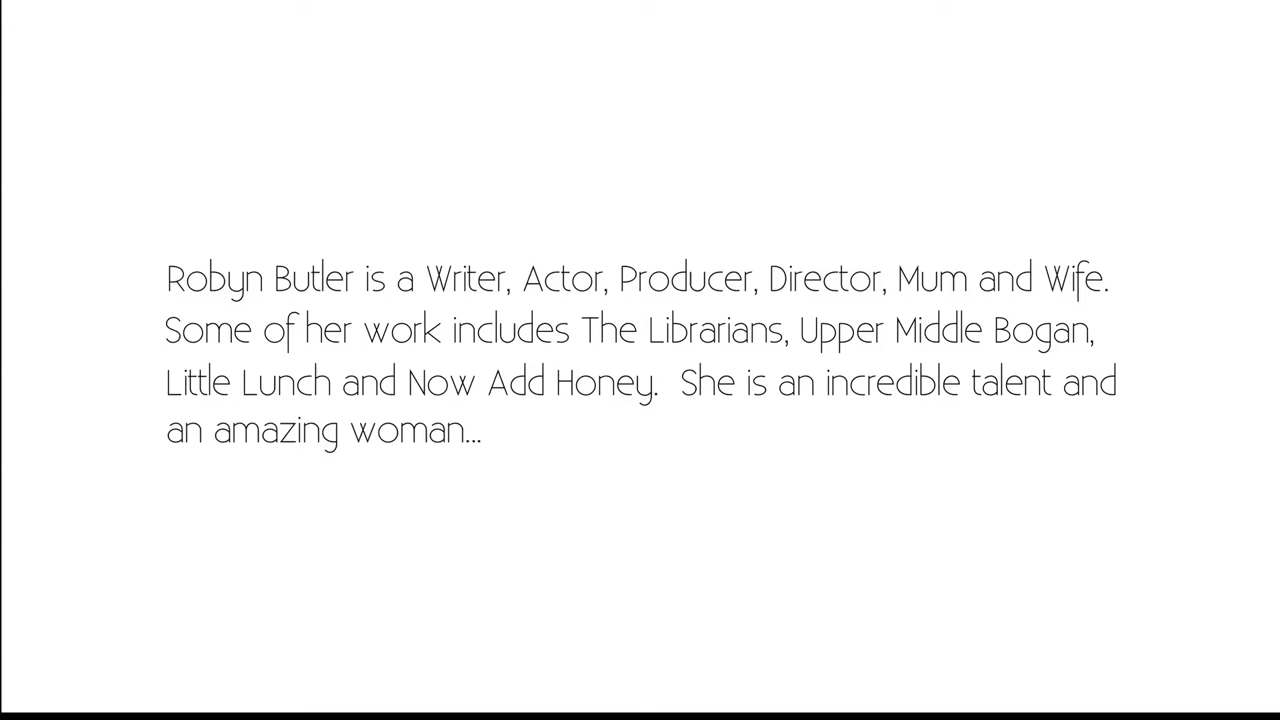 Robyn Butler is a Writer, Actor, Producer, Director, Mum and Wife.
Some of her work includes The Librarians, Upper Middle Bogan,
Little Lunch and Now Add Honey.  She is an incredible talent and
an amazing woman...